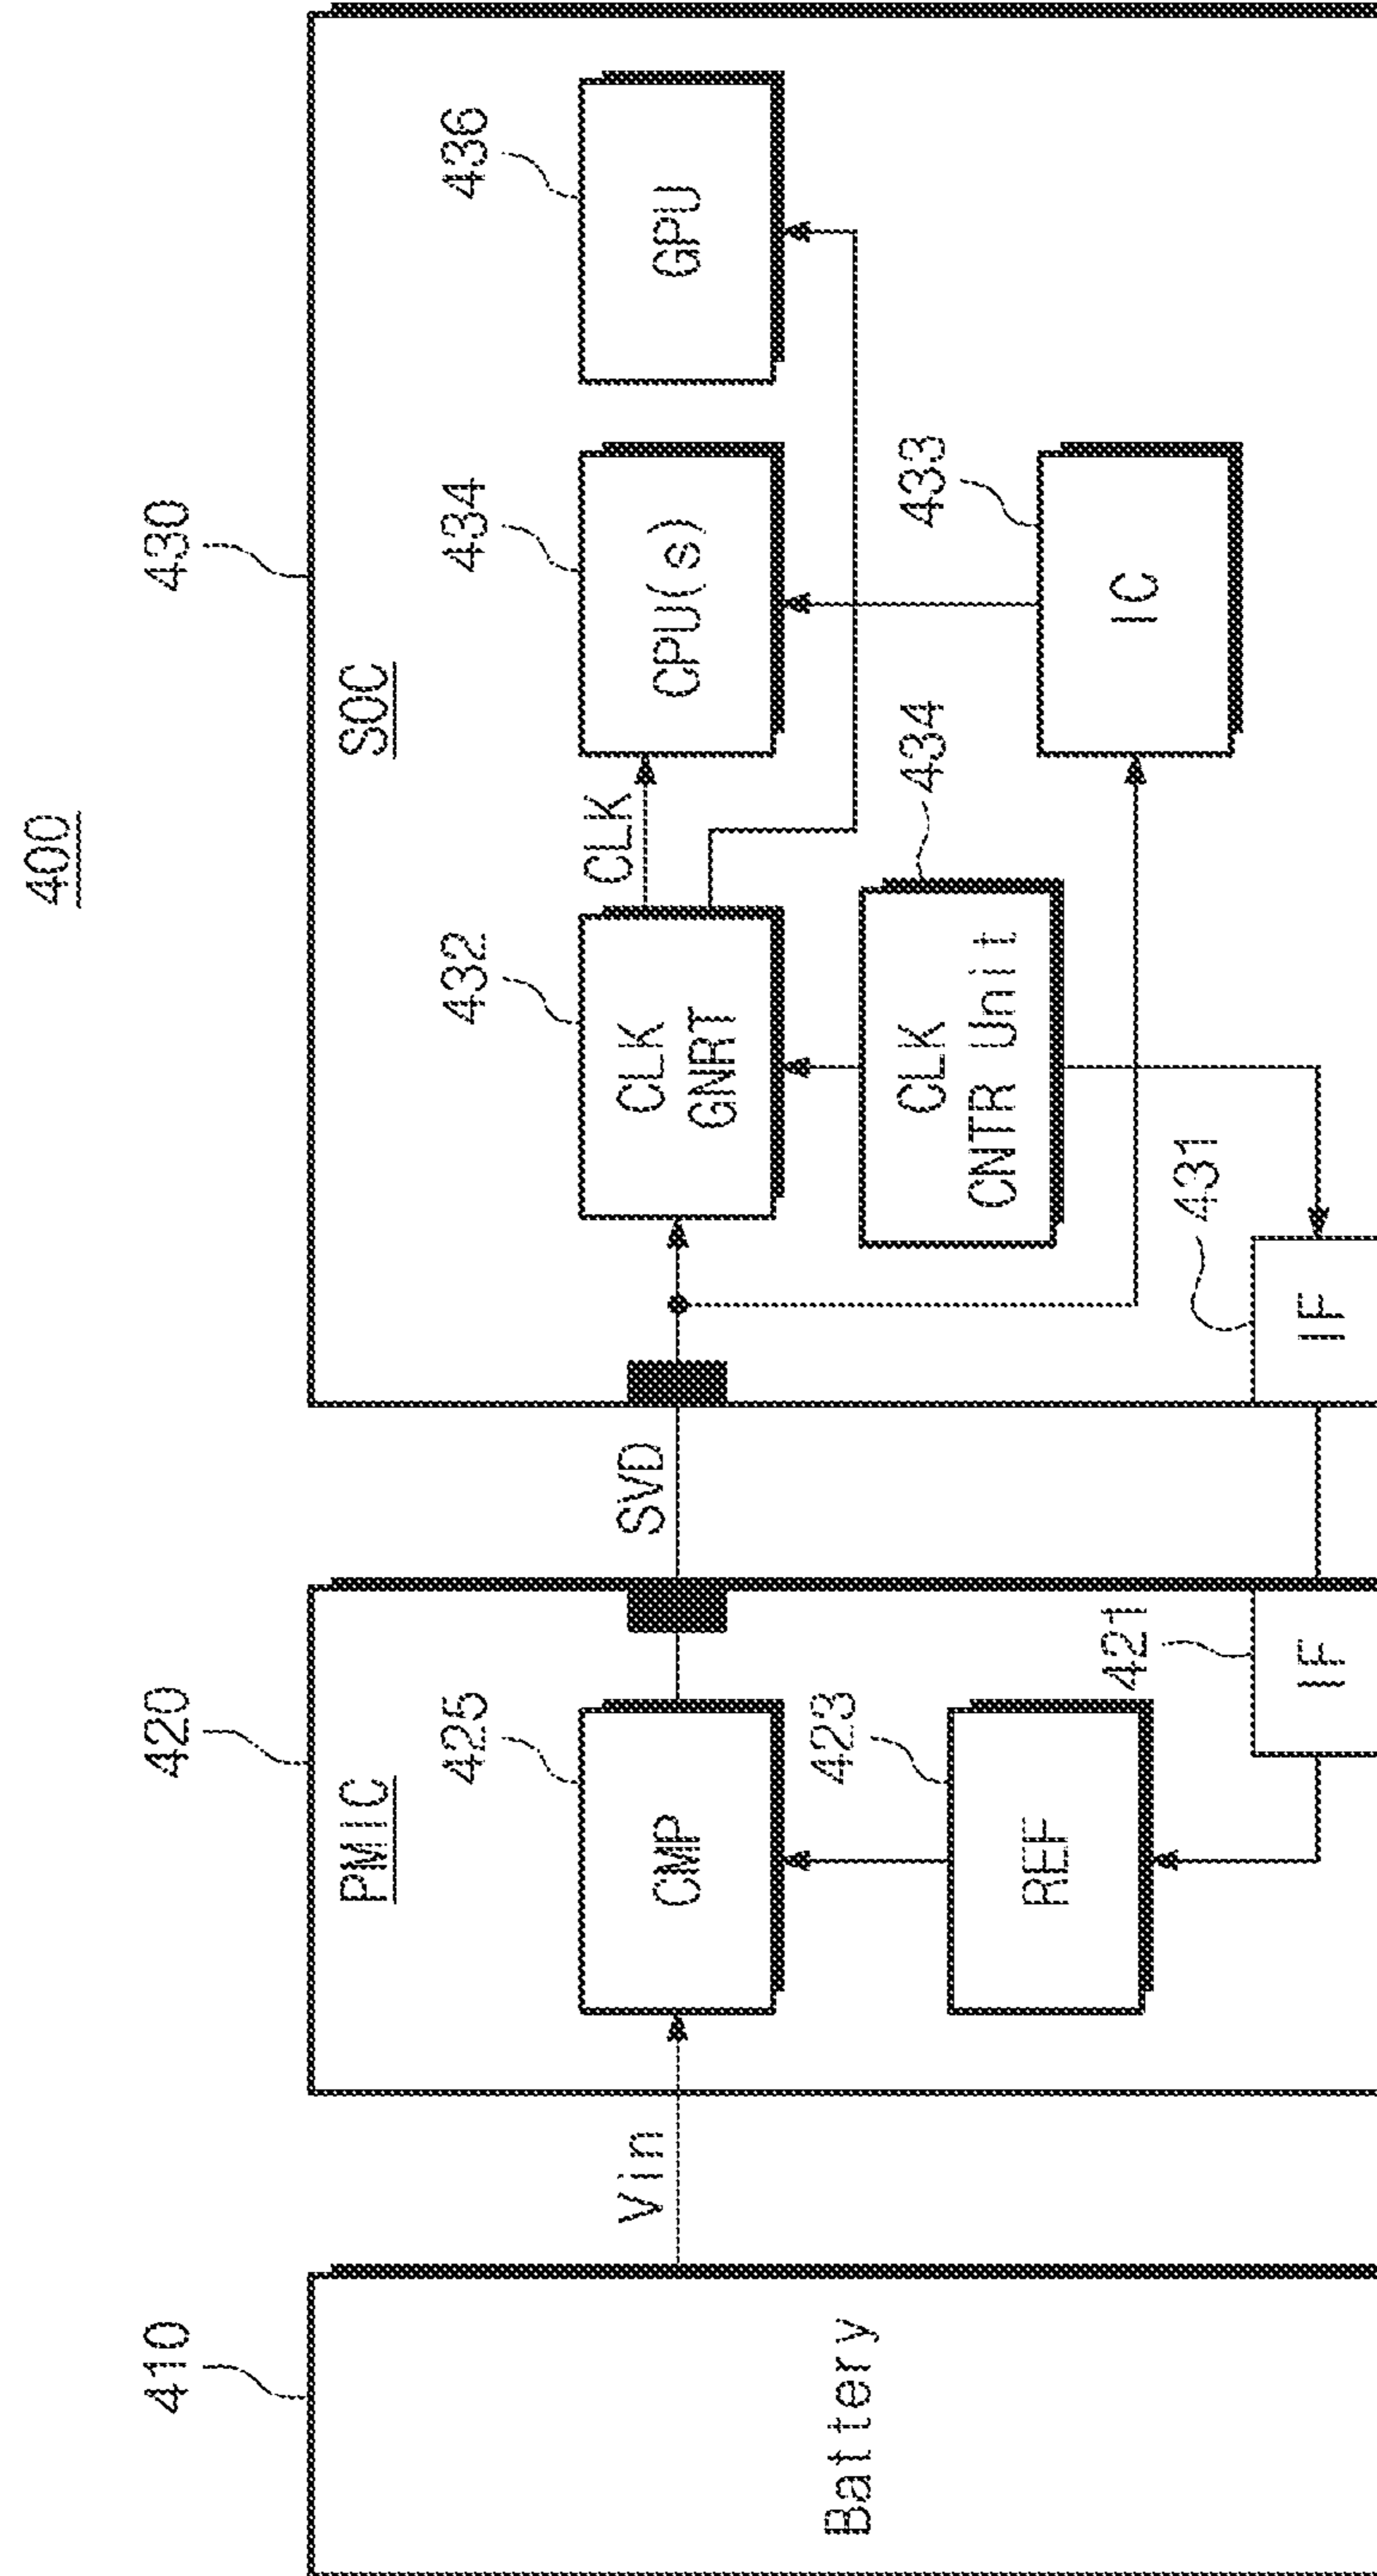 400
410
420
430
Battery
Vin
PMIC
425
CMP
423
REF
421
IF
SVD
SOC
432
CLK
GNRT
CLK
434
CPU(s)
436
GPU
434
CLK
CNTR Unit
433
IC
431
IF